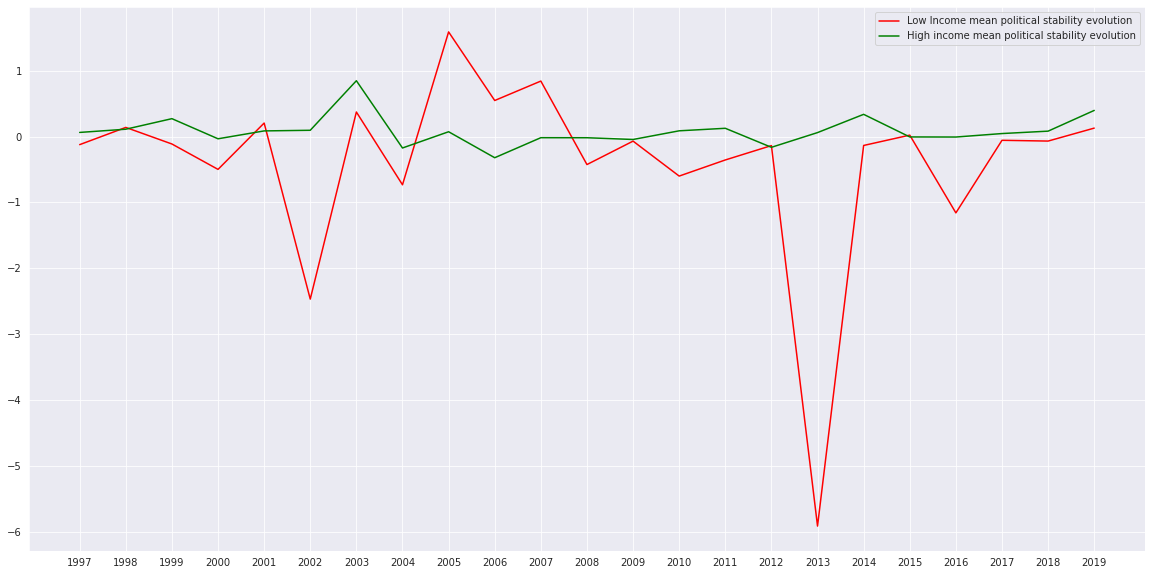 Low Income mean political stability evolution
High income mean political stability evolution
1
0
−1
−2
−3
−4
−5
−6
1997 1998 1999 2000 2001 2002 2003 2004 2005 2006 2007 2008 2009 2010 2011 2012 2013 2014 2015 2016 2017 2018 2019